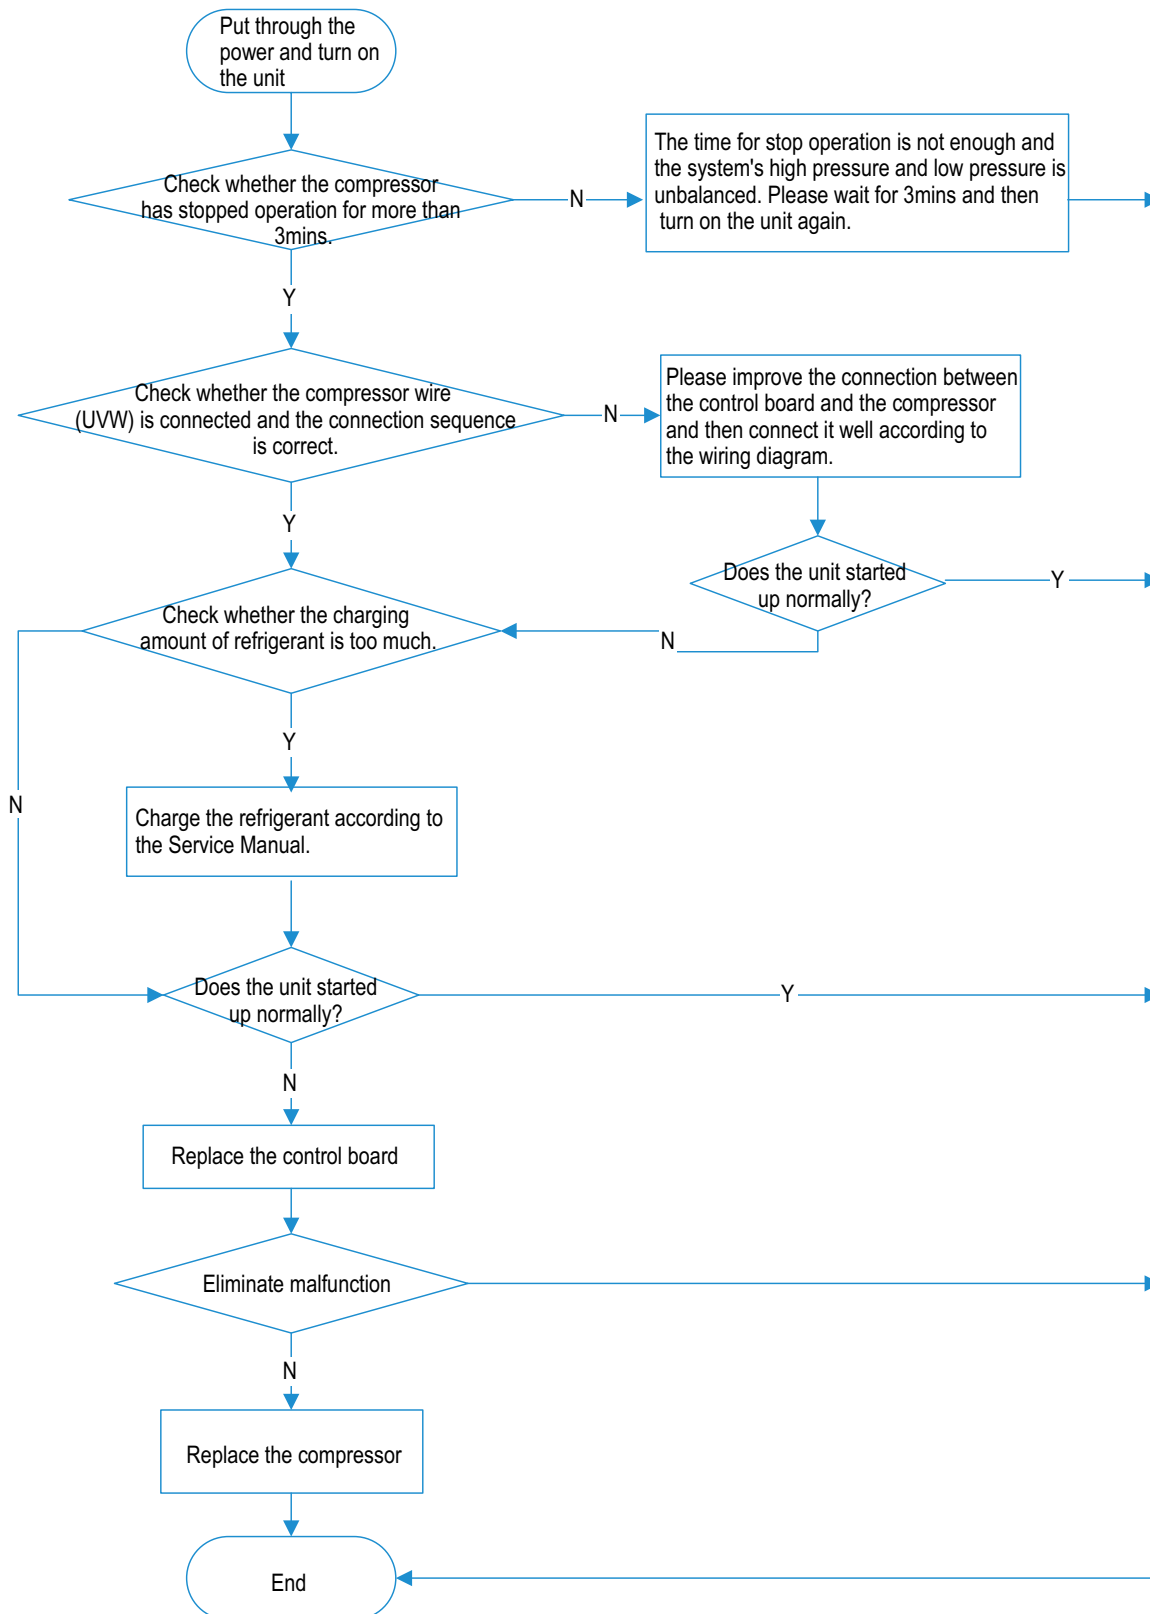 Put through the
power and turn on
the unit
Check whether the compressor
has stopped operation for more than
3mins.
N
The time for stop operation is not enough and
the system's high pressure and low pressure is
unbalanced. Please wait for 3mins and then
turn on the unit again.
Y
Check whether the compressor wire
(UVW) is connected and the connection sequence
is correct.
N
Please improve the connection between
the control board and the compressor
and then connect it well according to
the wiring diagram.
Y
Does the unit started
up normally?
Y
Check whether the charging
amount of refrigerant is too much.
N
Y
N
Charge the refrigerant according to
the Service Manual.
Does the unit started
up normally?
Y
N
Replace the control board
Eliminate malfunction
N
Replace the compressor
End